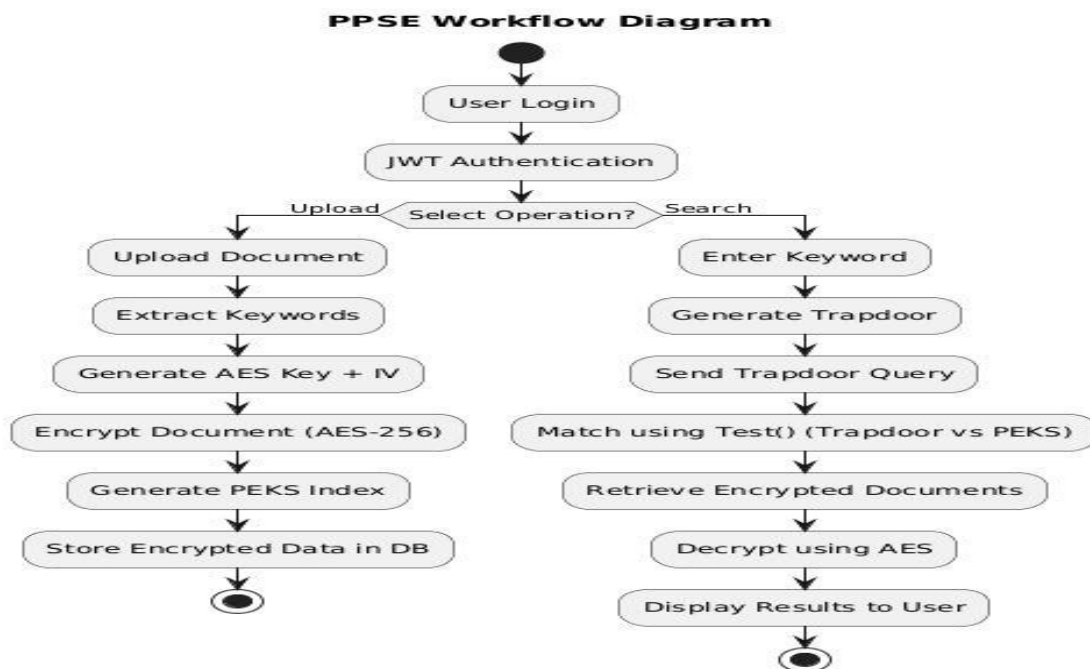 PPSE Workflow Diagram
User Login
JWT Authentication
Select Operation?
Upload
Search
Upload Document
Extract Keywords
Generate AES Key + IV
Encrypt Document (AES-256)
Generate PEKS Index
Store Encrypted Data in DB
Enter Keyword
Generate Trapdoor
Send Trapdoor Query
Match using Test() (Trapdoor vs PEKS)
Retrieve Encrypted Documents
Decrypt using AES
Display Results to User